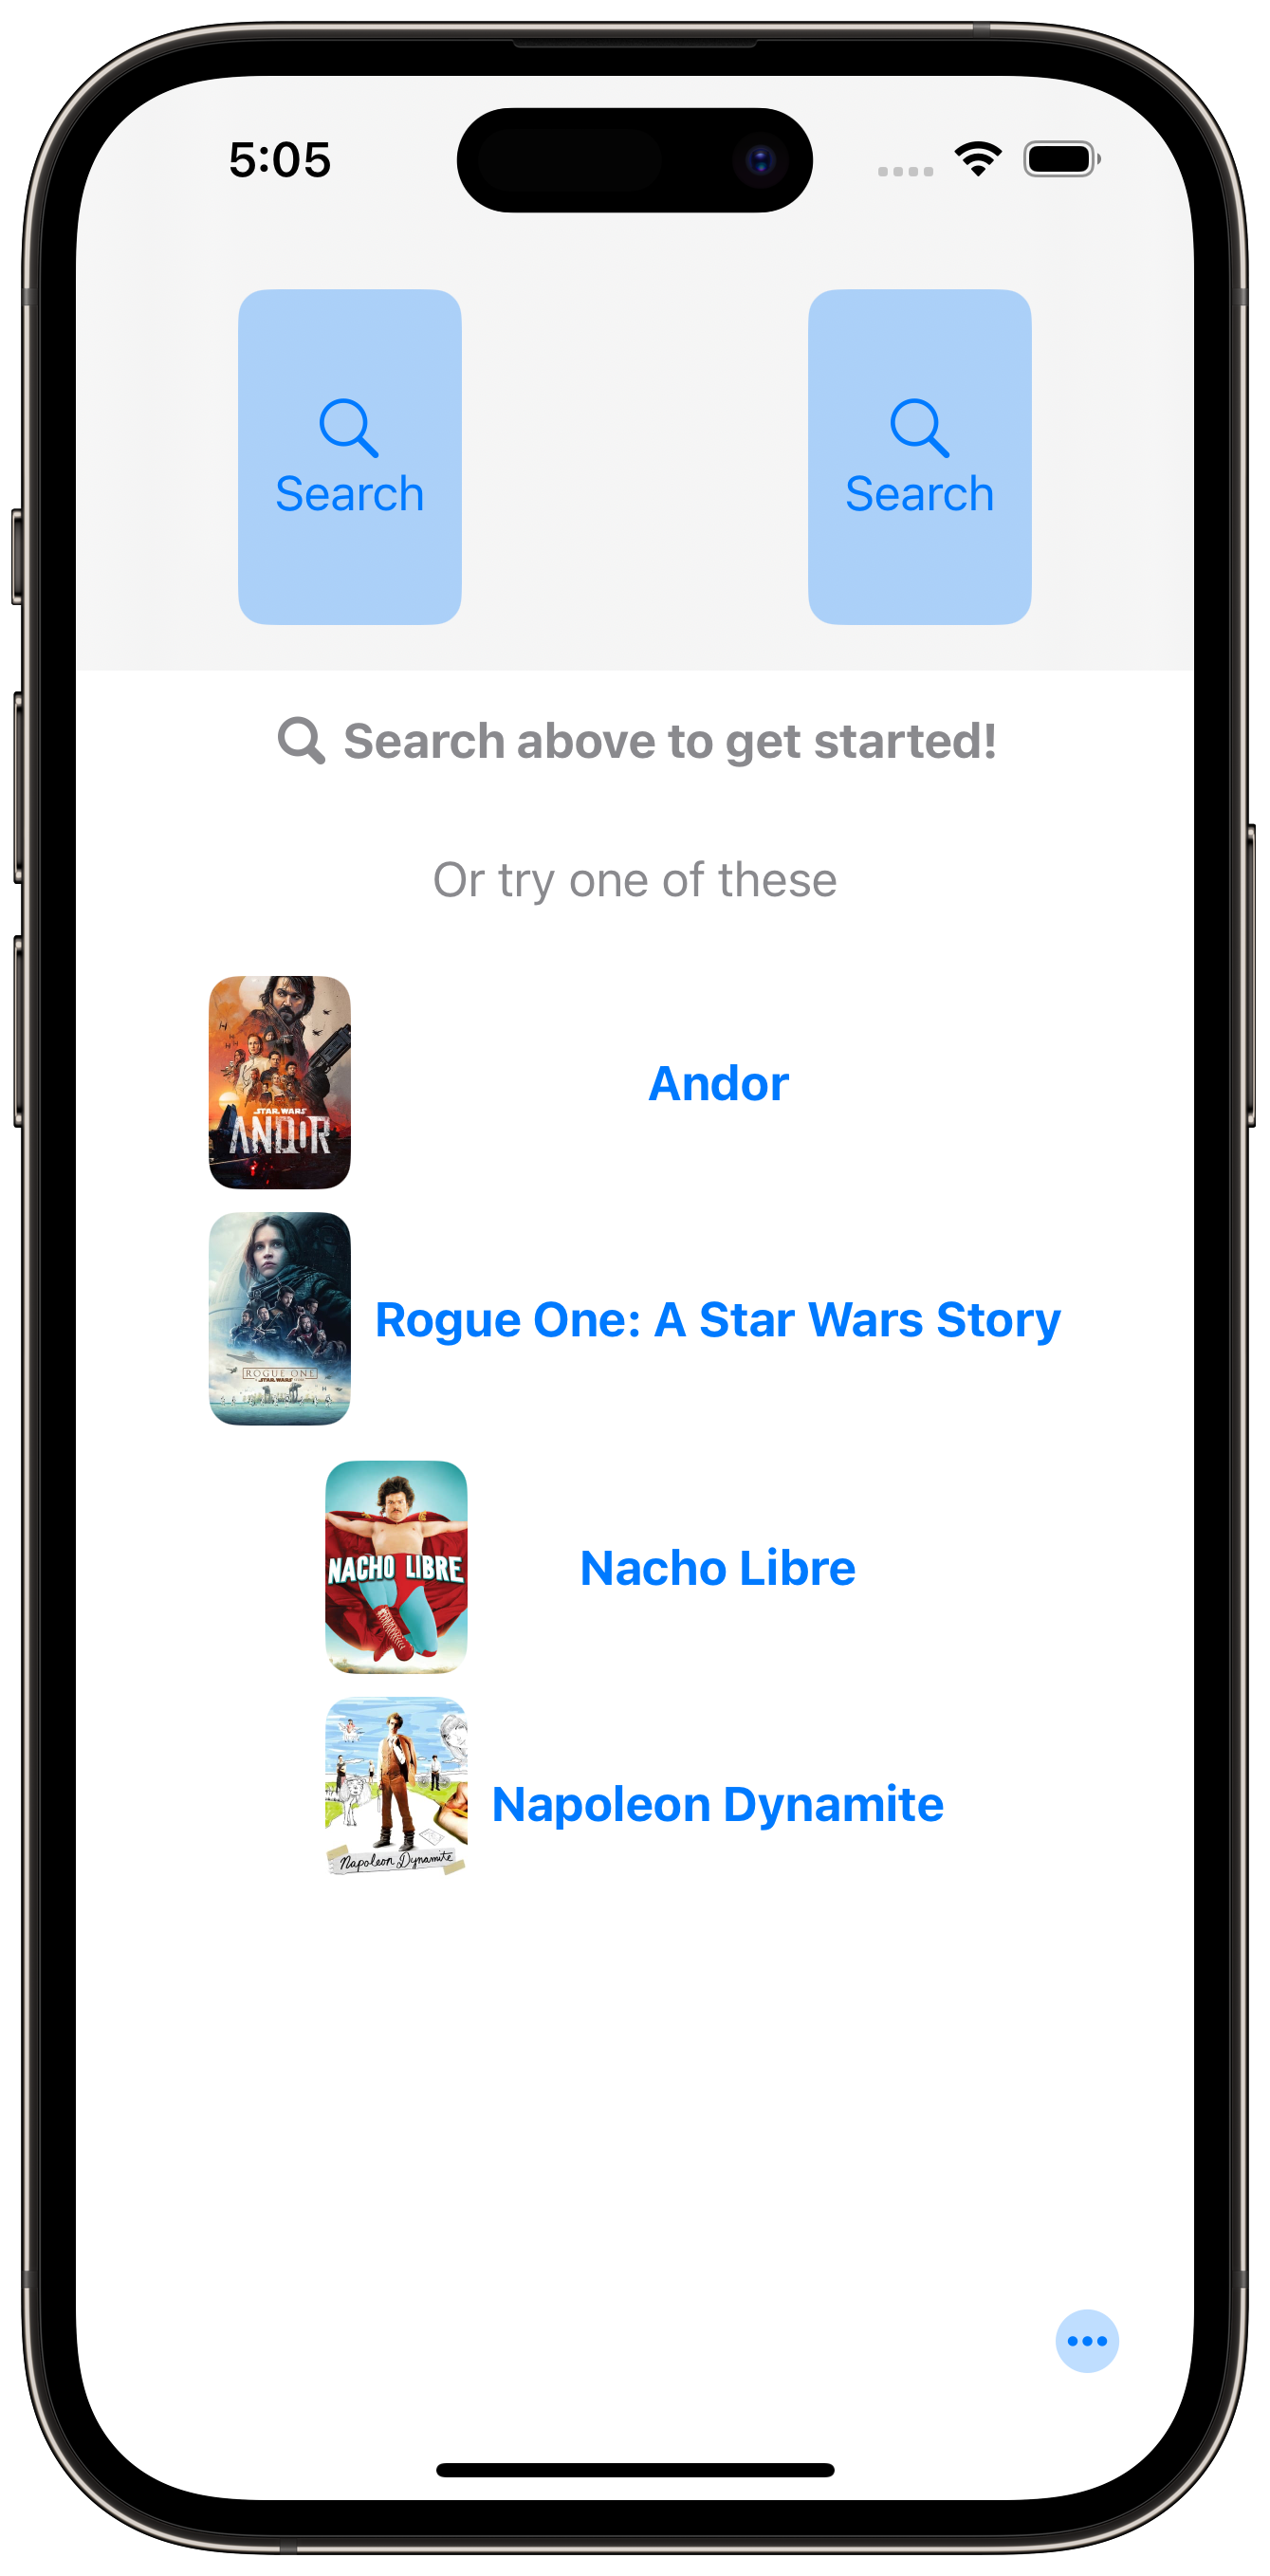 5:05
Search
Search
Search above to get started!
Or try one of these
STAR WARS
ANDOR
Andor
ROGUE ONE
A STAR WARS STORY
Rogue One: A Star Wars Story
NACHO LIBRE
Nacho Libre
Napoleon Dynamite
Napoleon Dynamite